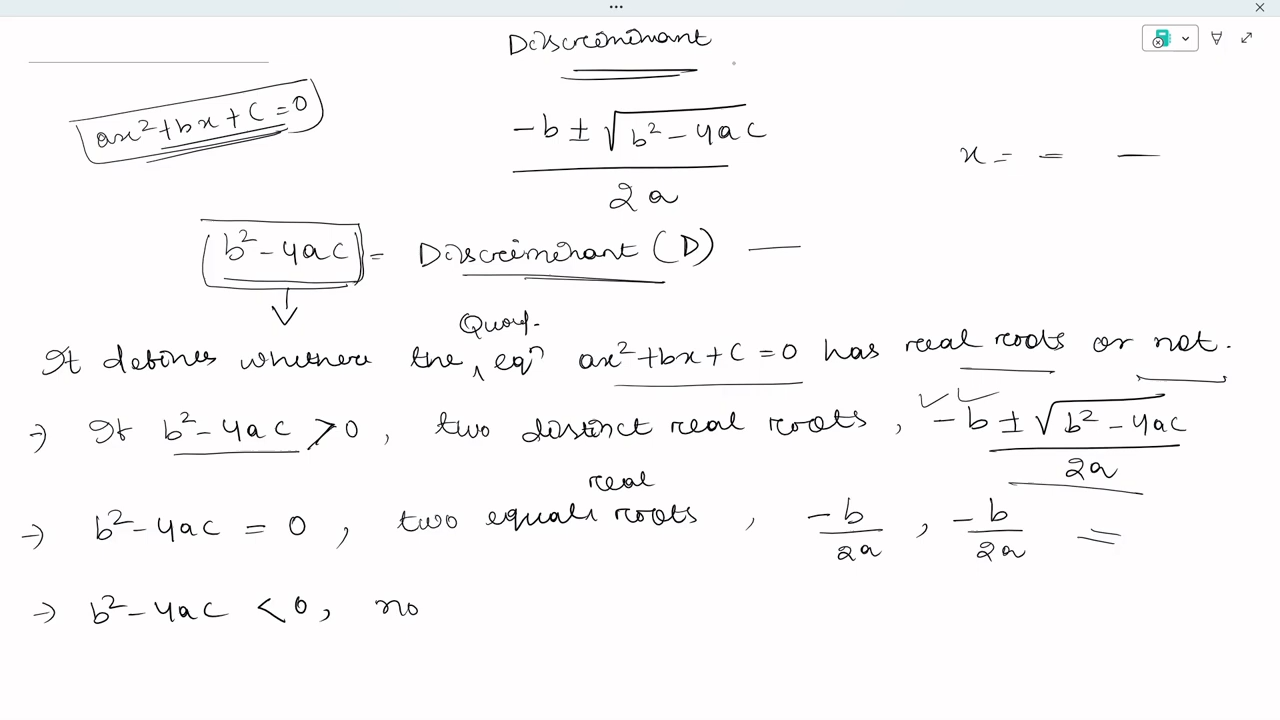 Discriminant
ax² + bx + c = 0
-b ± √(b² - 4ac) / 2a
x = = —
b² - 4ac = Discriminant (D) —
Quad.
It defines whethere the ^ eqⁿ ax² + bx + c = 0 has real roots or not.
→ If b² - 4ac > 0, two distinct real roots, -b ± √(b² - 4ac) / 2a
real
→ b² - 4ac = 0, two equal roots, -b/2a, -b/2a
→ b² - 4ac < 0, no